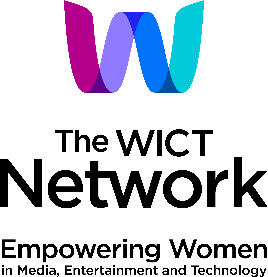 The WICT
Network
Empowering Women
in Media, Entertainment and Technology